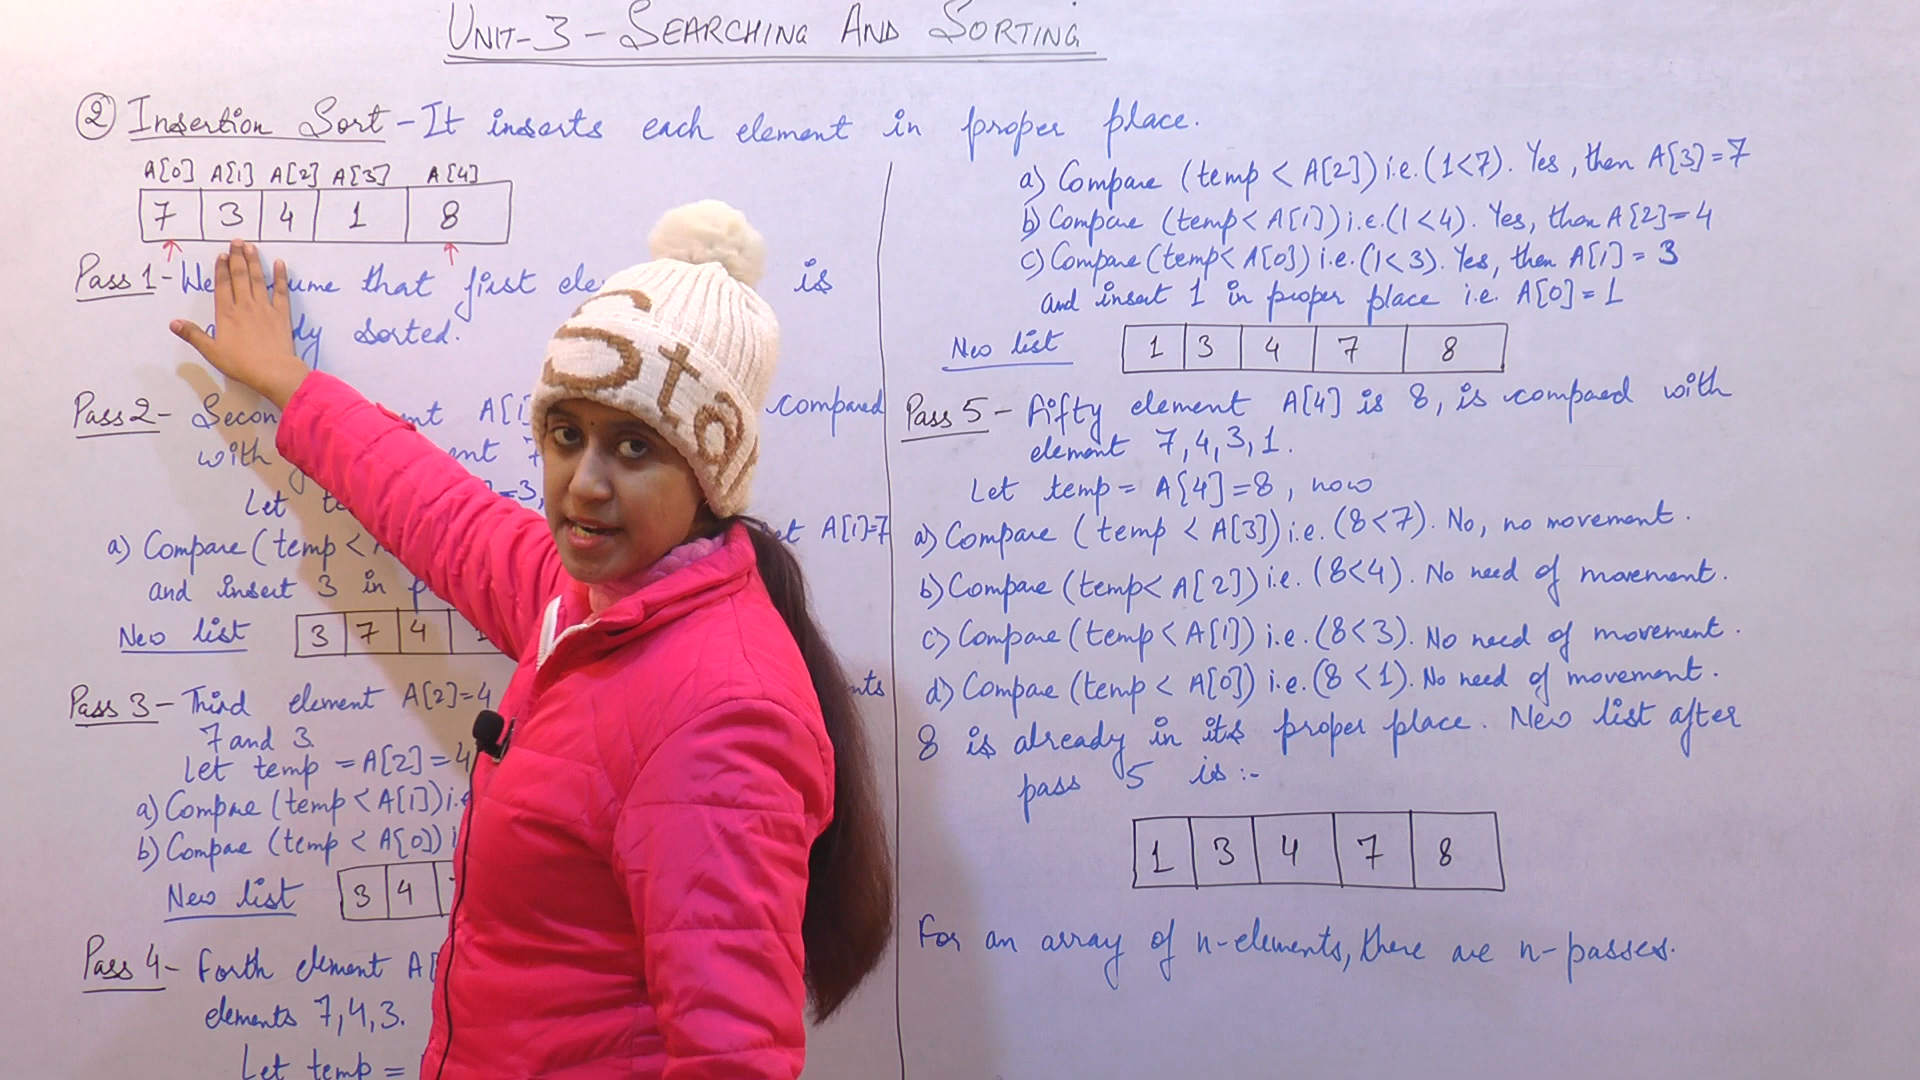 UNIT-3-SEARCHING AND SORTING
② Insertion Sort - It inserts each element in proper place.
A[0] A[1] A[2] A[3] A[4]
7 3 4 1 8
Pass 1 - We that first is
sorted.
Pass 2 - compared
with
Let
A[1]=7
a) Compare (temp <
and insert 3 in
New list 3 7 4
Pass 3 - Third element A[2]=4
7 and 3
Let temp = A[2]=4
a) Compare (temp < A[1]) i.e
b) Compare (temp < A[0])
New list 3 4
Pass 4 - Forth element
elements 7,4,3.
Let temp =
a) Compare (temp < A[2]) i.e. (1<7). Yes, then A[3]=7
b) Compare (temp < A[1]) i.e. (1<4). Yes, then A[2]=4
c) Compare (temp < A[0]) i.e. (1<3). Yes, then A[1]=3
and insert 1 in proper place i.e. A[0]=1
New list 1 3 4 7 8
Pass 5 - Fifty element A[4] is 8, is compared with
element 7,4,3,1.
Let temp = A[4]=8, now
a) Compare (temp < A[3]) i.e. (8<7). No, no movement.
b) Compare (temp < A[2]) i.e. (8<4). No need of movement.
c) Compare (temp < A[1]) i.e. (8<3). No need of movement.
d) Compare (temp < A[0]) i.e. (8<1). No need of movement.
8 is already in its proper place. New list after
pass 5 is :-
1 3 4 7 8
For an array of n-elements, there are n-passes.
Sta